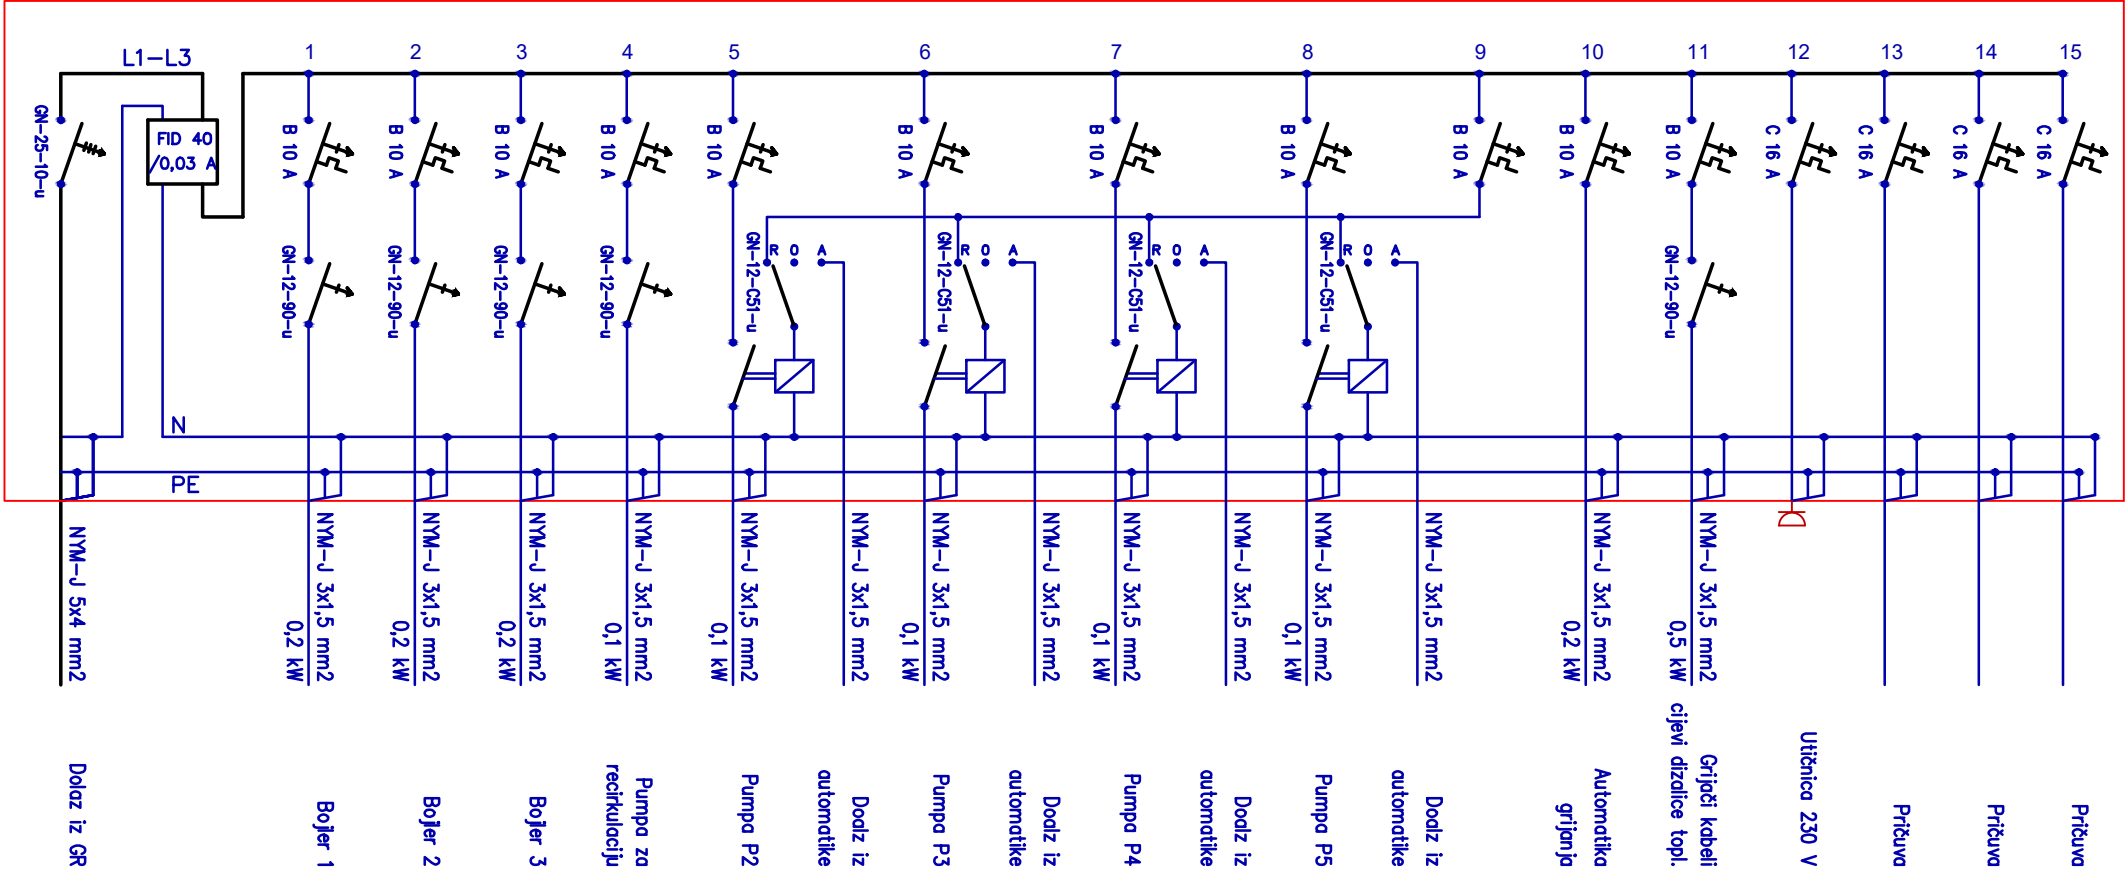 L1-L3
1
2
3
4
5
6
7
8
9
10
11
12
13
14
15
GN-25-10-u
FID 40
/0,03 A
B 10 A
B 10 A
B 10 A
B 10 A
B 10 A
B 10 A
B 10 A
B 10 A
B 10 A
B 10 A
B 10 A
C 16 A
C 16 A
C 16 A
C 16 A
GN-12-90-u
GN-12-90-u
GN-12-90-u
GN-12-90-u
GN-12-C51-u
R O A
GN-12-C51-u
R O A
GN-12-C51-u
R O A
GN-12-C51-u
R O A
GN-12-90-u
N
PE
NYM-J 5x4 mm2
NYM-J 3x1,5 mm2
0,2 kW
NYM-J 3x1,5 mm2
0,2 kW
NYM-J 3x1,5 mm2
0,2 kW
NYM-J 3x1,5 mm2
0,1 kW
NYM-J 3x1,5 mm2
0,1 kW
NYM-J 3x1,5 mm2
NYM-J 3x1,5 mm2
0,1 kW
NYM-J 3x1,5 mm2
NYM-J 3x1,5 mm2
0,1 kW
NYM-J 3x1,5 mm2
NYM-J 3x1,5 mm2
0,1 kW
NYM-J 3x1,5 mm2
NYM-J 3x1,5 mm2
0,2 kW
NYM-J 3x1,5 mm2
0,5 kW
Dolaz iz GR
Bojler 1
Bojler 2
Bojler 3
Pumpa za
recirkulaciju
Pumpa P2
Doalz iz
automatike
Pumpa P3
Doalz iz
automatike
Pumpa P4
Doalz iz
automatike
Pumpa P5
Doalz iz
automatike
Automatika
grijanja
Grijači kabeli
cijevi dizalice topl.
Utičnica 230 V
Pričuva
Pričuva
Pričuva